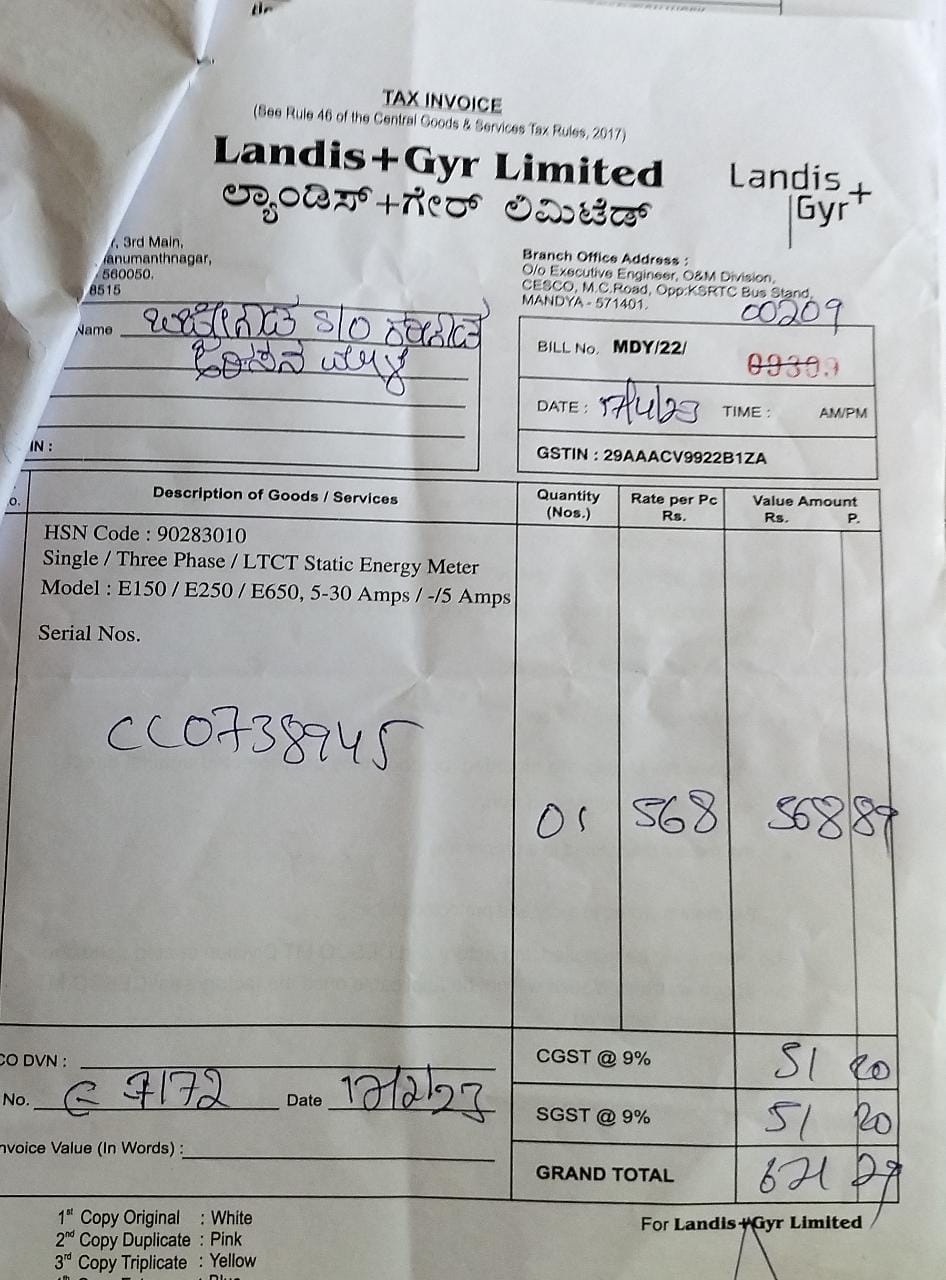 TAX INVOICE
(See Rule 46 of the Central Goods & Services Tax Rules, 2017)
Landis+Gyr Limited
ಲ್ಯಾಂಡಿಸ್+ಗೇರ್ ಲಿಮಿಟೆಡ್
Landis
Gyr+
, 3rd Main,
anumanthnagar,
560050.
8515
Branch Office Address :
O/o Executive Engineer, O&M Division,
CESCO, M.C.Road, Opp:KSRTC Bus Stand,
MANDYA - 571401.
00209
Name S/O
BILL No. MDY/22/
DATE : 17/4/23 TIME : AM/PM
IN :
GSTIN : 29AAACV9922B1ZA
o. Description of Goods / Services Quantity (Nos.) Rate per Pc Rs. Value Amount Rs. P.
HSN Code : 90283010
Single / Three Phase / LTCT Static Energy Meter
Model : E150 / E250 / E650, 5-30 Amps / -/5 Amps
Serial Nos.
CC0738945
01 568 568 89
CO DVN :
CGST @ 9% 51 20
No. 7172 Date 17/2/23
SGST @ 9% 51 20
nvoice Value (In Words) :
GRAND TOTAL 671 29
1st Copy Original : White
2nd Copy Duplicate : Pink
3rd Copy Triplicate : Yellow
For Landis+Gyr Limited